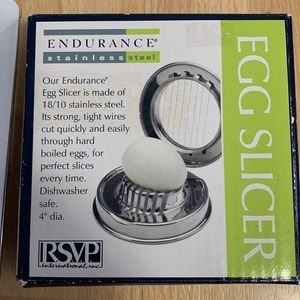 ENDURANCE®
stainless steel
Our Endurance®
Egg Slicer is made of
18/10 stainless steel.
Its strong, tight wires
cut quickly and easily
through hard
boiled eggs, for
perfect slices
every time.
Dishwasher
safe.
4" dia.
EGG SLICER
RSVP
International, inc.